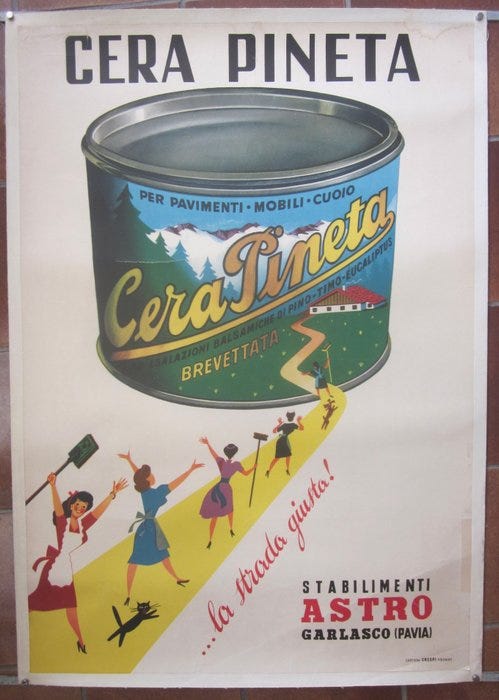 CERA PINETA
PER PAVIMENTI • MOBILI • CUOIO
Cera Pineta
ESALAZIONI BALSAMICHE DI PINO-TIMO-EUCALIPTUS
BREVETTATA
...la strada giusta!
STABILIMENTI
ASTRO
GARLASCO (PAVIA)